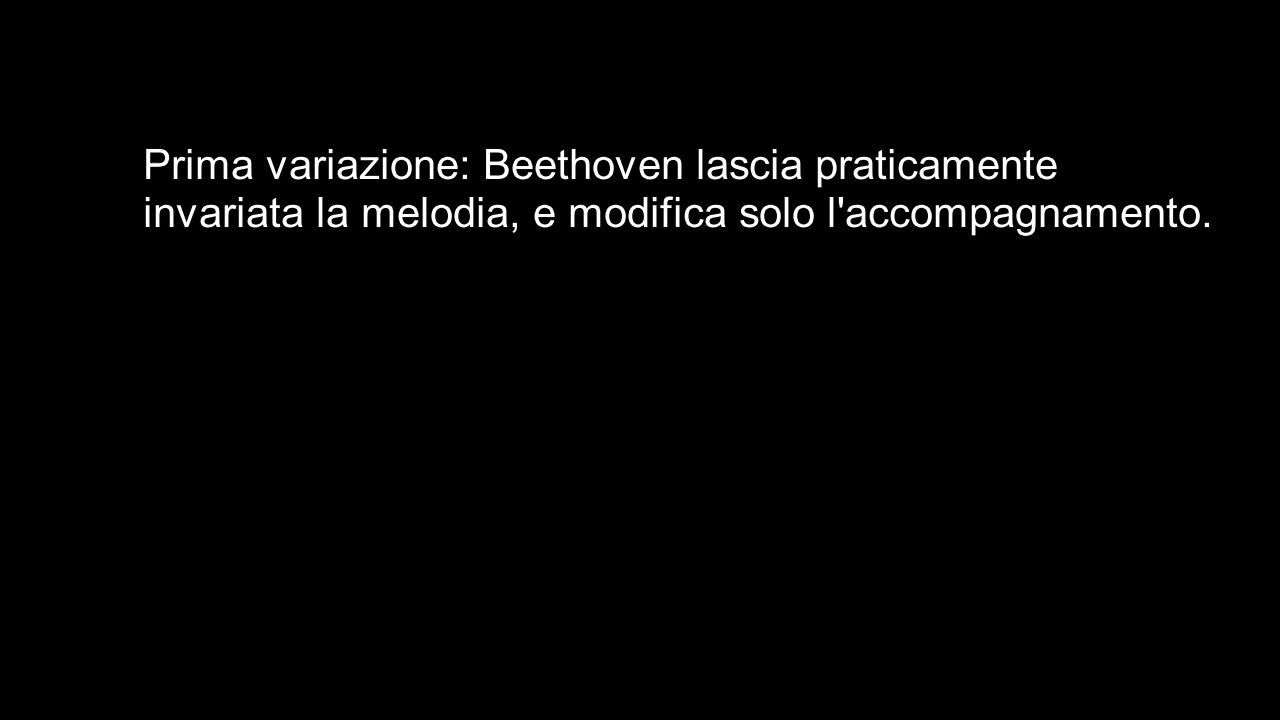 Prima variazione: Beethoven lascia praticamente
invariata la melodia, e modifica solo l'accompagnamento.